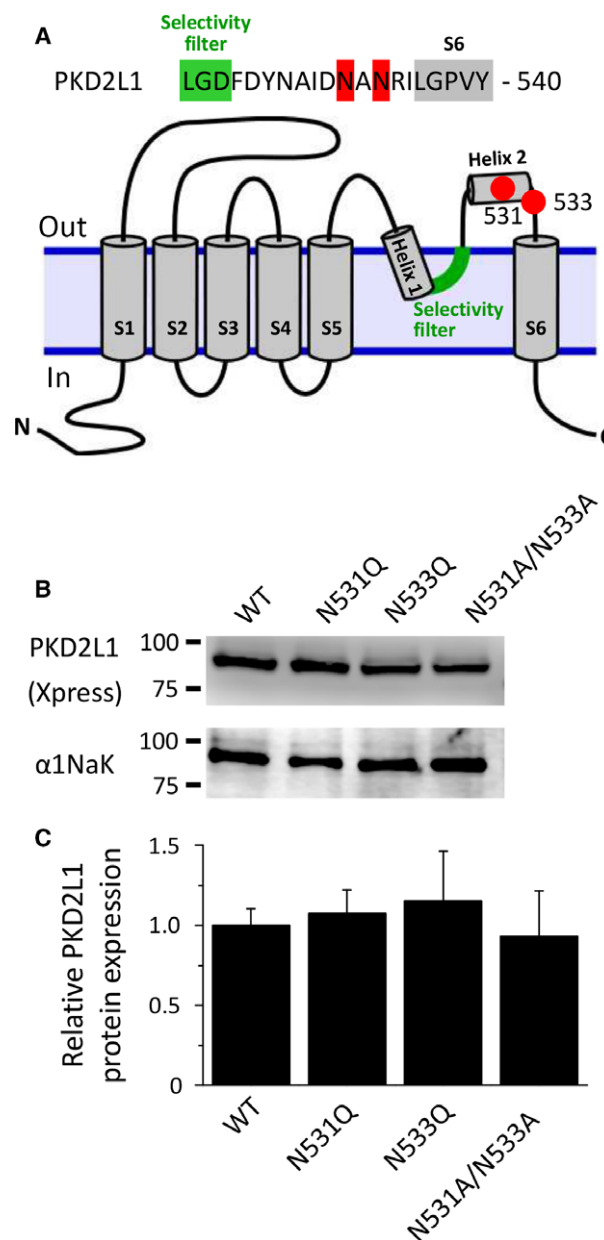 A
Selectivity
filter
S6
PKD2L1 LGDFDYNAIDNANRILGPVY - 540
Helix 2
531
533
Out
Helix 1
Selectivity
filter
S1 S2 S3 S4 S5 S6
In
N
B
WT N531Q N533Q N531A/N533A
PKD2L1
(Xpress)
100
75
α1NaK
100
75
C
Relative PKD2L1
protein expression
1.5
1.0
0.5
0
WT N531Q N533Q N531A/N533A